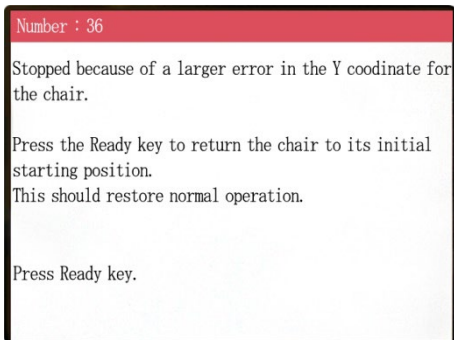 Number : 36
Stopped because of a larger error in the Y coodinate for
the chair.
Press the Ready key to return the chair to its initial
starting position.
This should restore normal operation.
Press Ready key.